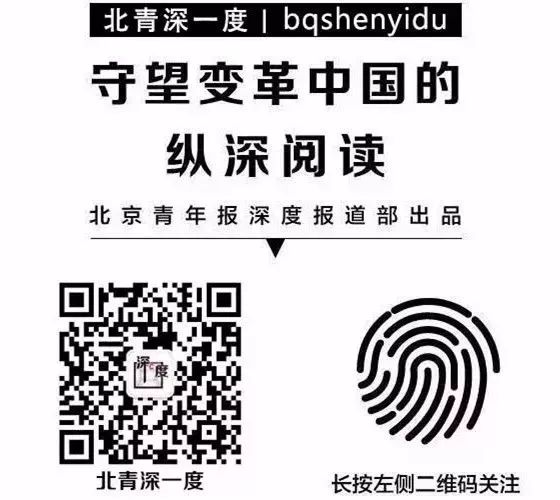 北青深一度 | bqshenyidu
守望变革中国的
纵深阅读
北京青年报深度报道部出品
深
度
北青深一度
长按左侧二维码关注